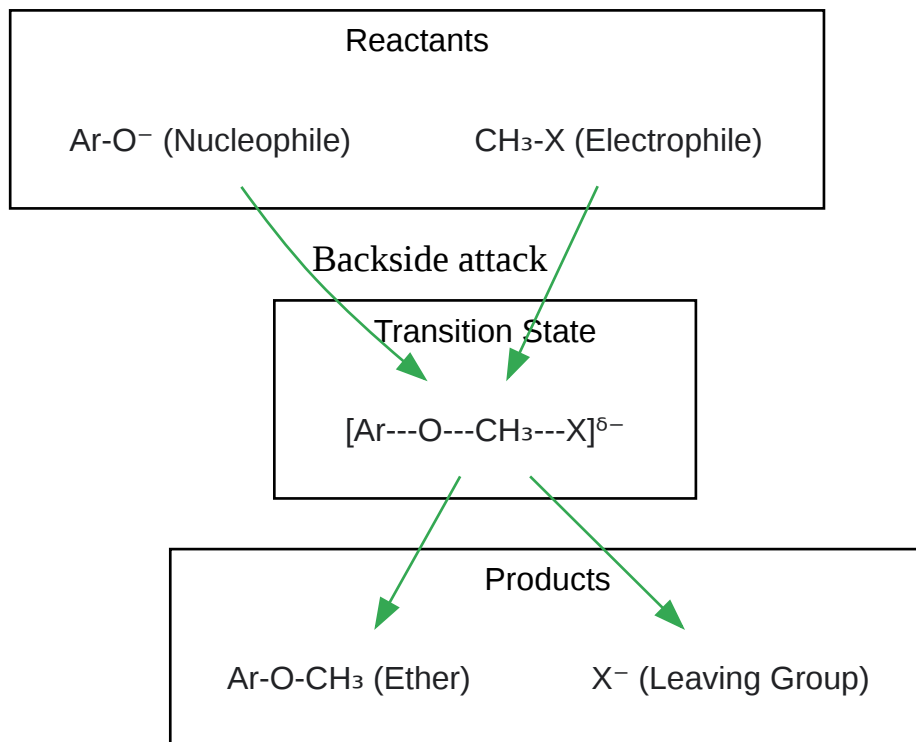 Reactants
Ar-O⁻ (Nucleophile) CH₃-X (Electrophile)
Backside attack
Transition State
[Ar---O---CH₃---X]ᵟ⁻
Products
Ar-O-CH₃ (Ether) X⁻ (Leaving Group)